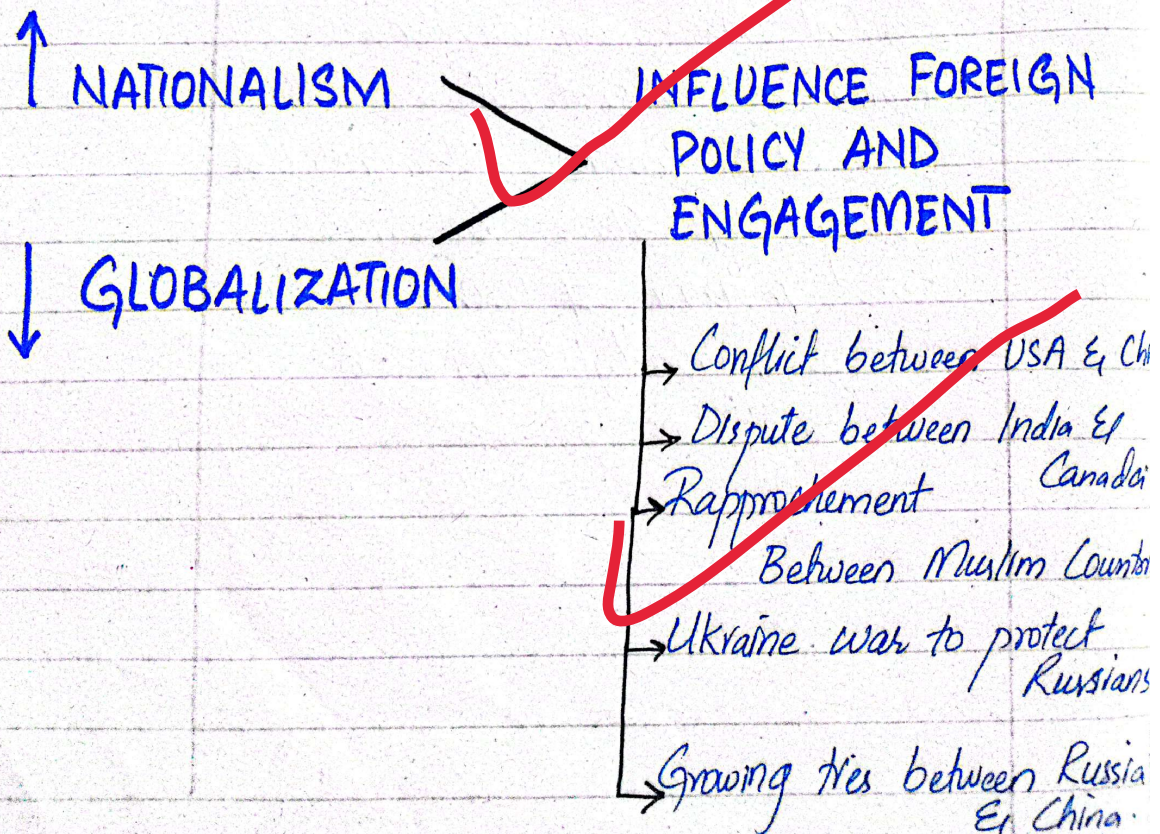 NATIONALISM
GLOBALIZATION
INFLUENCE FOREIGN
POLICY AND
ENGAGEMENT
Conflict between USA & Ch
Dispute between India &
Canada
Rapprochement
Between Muslim Count
Ukraine war to protect
Russians
Growing ties between Russia
& China.